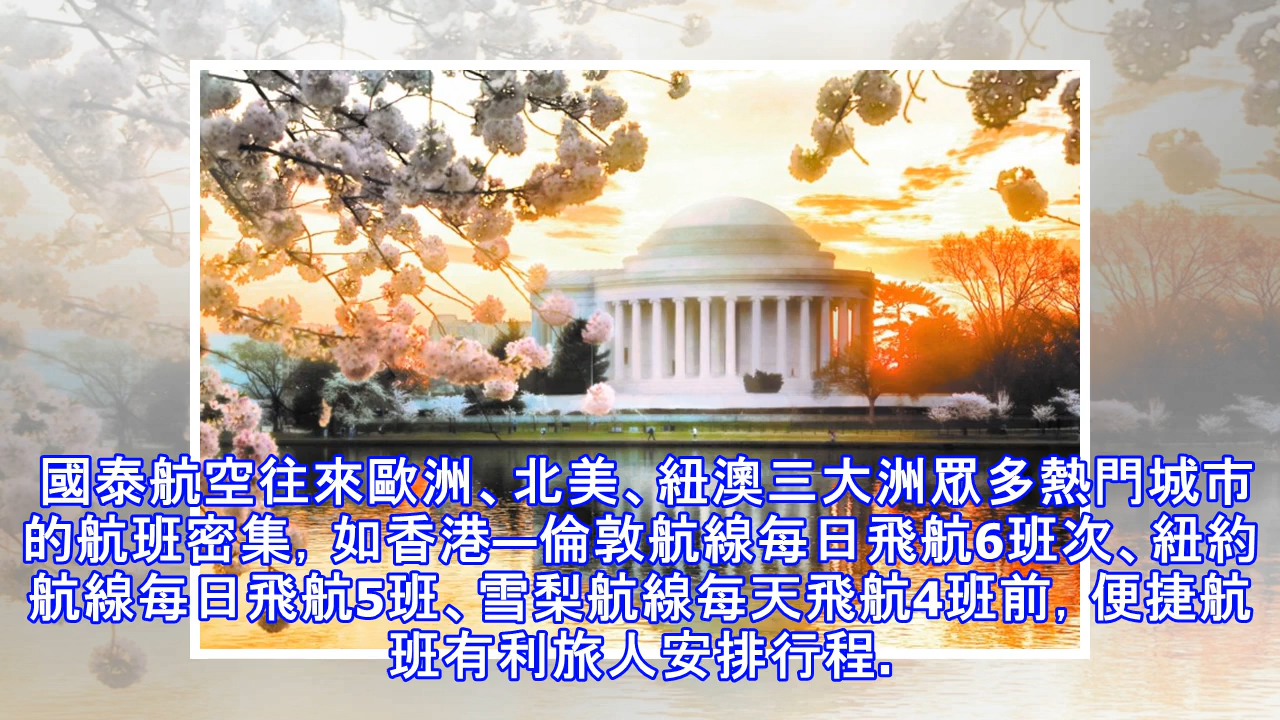 國泰航空往來歐洲、北美、紐澳三大洲眾多熱門城市
的航班密集, 如香港—倫敦航線每日飛航6班次、紐約
航線每日飛航5班、雪梨航線每天飛航4班前, 便捷航
班有利旅人安排行程.